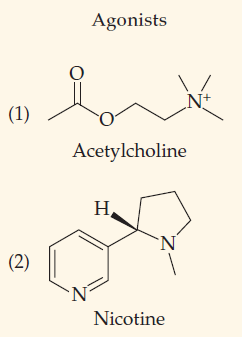 Agonists
O
N+
(1)
O
Acetylcholine
H
N
(2)
N
Nicotine